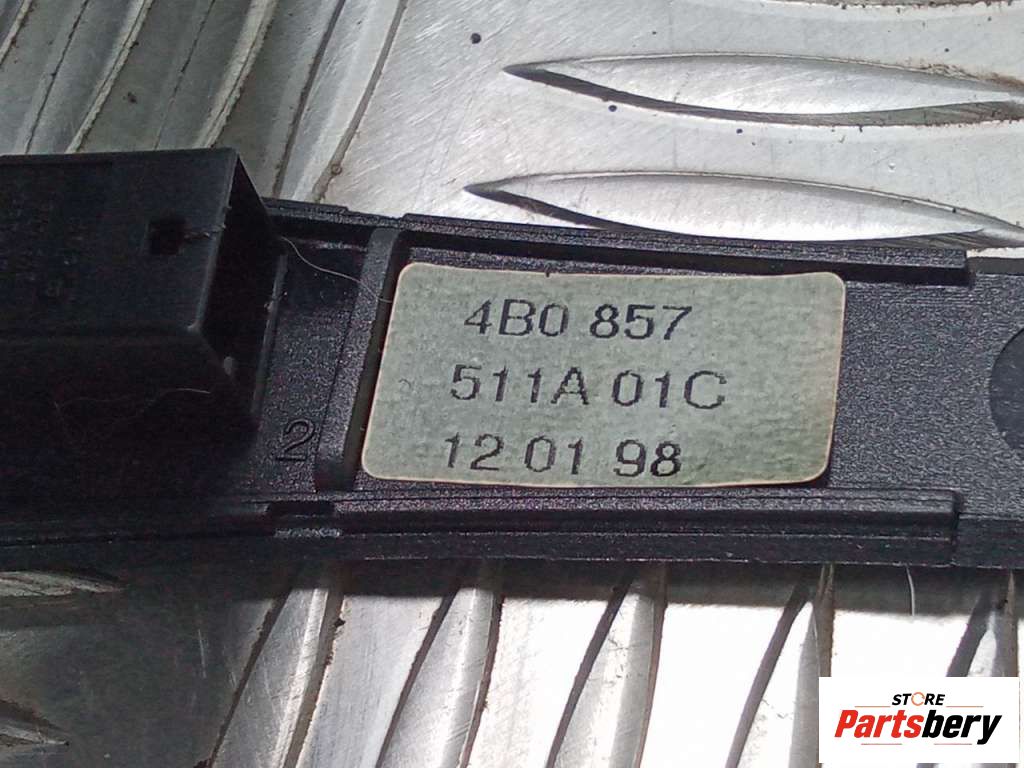 4B0 857
511A 01C
12 01 98
2
STORE
Partsbery